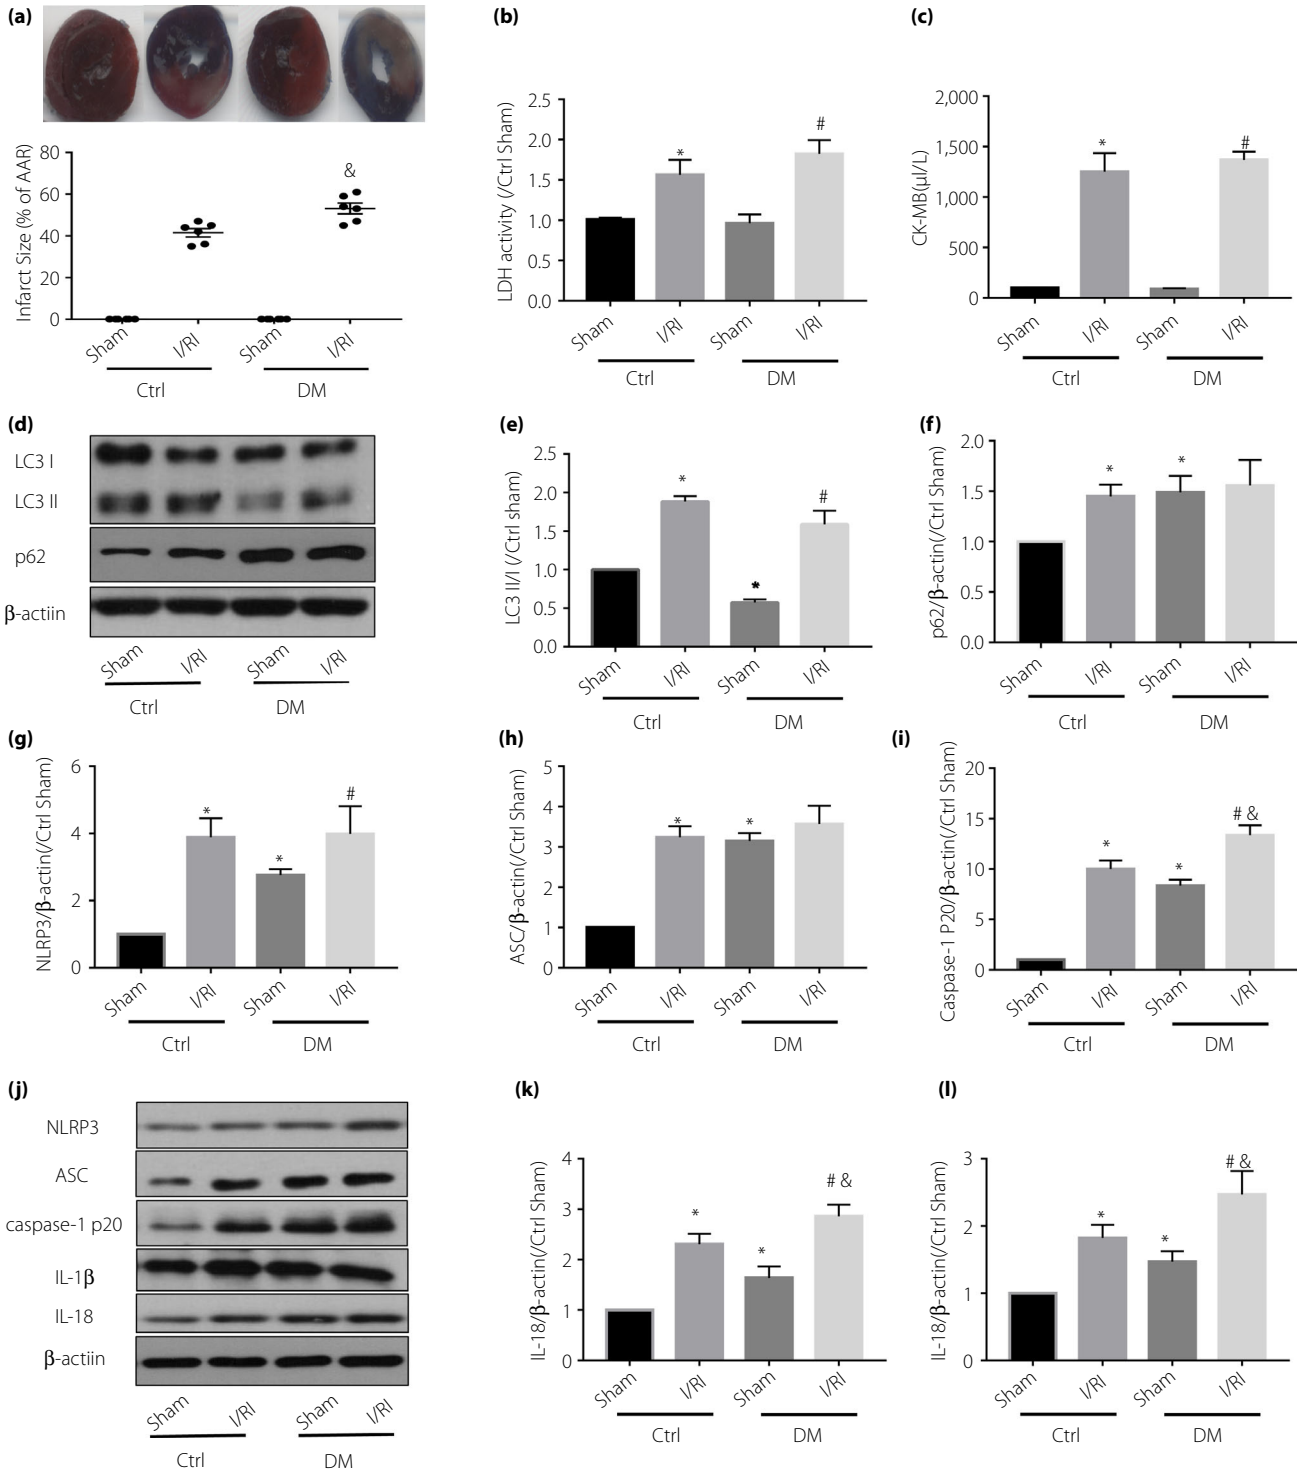 (a)
80
60
40
20
0
Infarct Size (% of AAR)
&
Sham
I/RI
Sham
I/RI
Ctrl
DM
(b)
2.5
2.0
1.5
1.0
0.5
0.0
LDH activity (/Ctrl Sham)
*
#
Sham
I/RI
Sham
I/RI
Ctrl
DM
(c)
2,000
1,500
1,000
500
0
CK-MB(µl/L)
*
#
Sham
I/RI
Sham
I/RI
Ctrl
DM
(d)
LC3 I
LC3 II
p62
β-actiin
Sham
I/RI
Sham
I/RI
Ctrl
DM
(e)
2.5
2.0
1.5
1.0
0.5
0.0
LC3 II/I (/Ctrl sham)
*
*
#
Sham
I/RI
Sham
I/RI
Ctrl
DM
(f)
2.0
1.5
1.0
0.5
0.0
p62/β-actin(/Ctrl Sham)
*
*
Sham
I/RI
Sham
I/RI
Ctrl
DM
(g)
6
4
2
0
NLRP3/β-actin(/Ctrl Sham)
*
*
#
Sham
I/RI
Sham
I/RI
Ctrl
DM
(h)
5
4
3
2
1
0
ASC/β-actin(/Ctrl Sham)
*
*
Sham
I/RI
Sham
I/RI
Ctrl
DM
(i)
20
15
10
5
0
Caspase-1 P20/β-actin(/Ctrl Sham)
*
*
# &
Sham
I/RI
Sham
I/RI
Ctrl
DM
(j)
NLRP3
ASC
caspase-1 p20
IL-1β
IL-18
β-actiin
Sham
I/RI
Sham
I/RI
Ctrl
DM
(k)
4
3
2
1
0
IL-18/β-actin(/Ctrl Sham)
*
*
# &
Sham
I/RI
Sham
I/RI
Ctrl
DM
(l)
3
2
1
0
IL-18/β-actin(/Ctrl Sham)
*
*
# &
Sham
I/RI
Sham
I/RI
Ctrl
DM